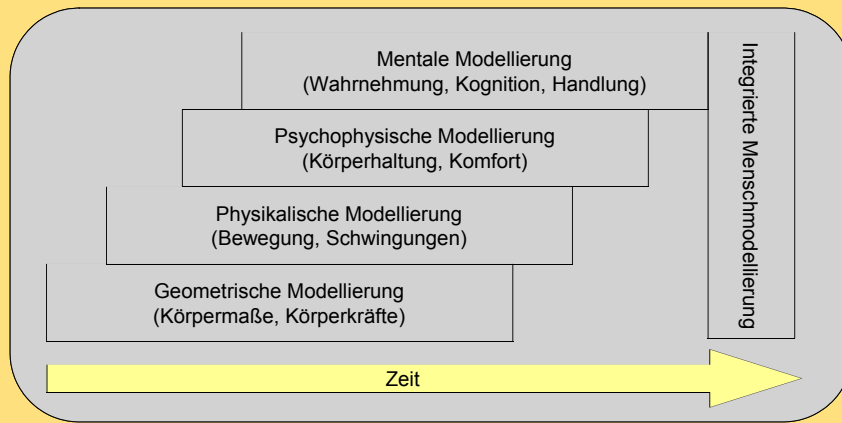 Mentale Modellierung
(Wahrnehmung, Kognition, Handlung)
Psychophysische Modellierung
(Körperhaltung, Komfort)
Physikalische Modellierung
(Bewegung, Schwingungen)
Geometrische Modellierung
(Körpermaße, Körperkräfte)
Integrierte Menschmodellierung
Zeit